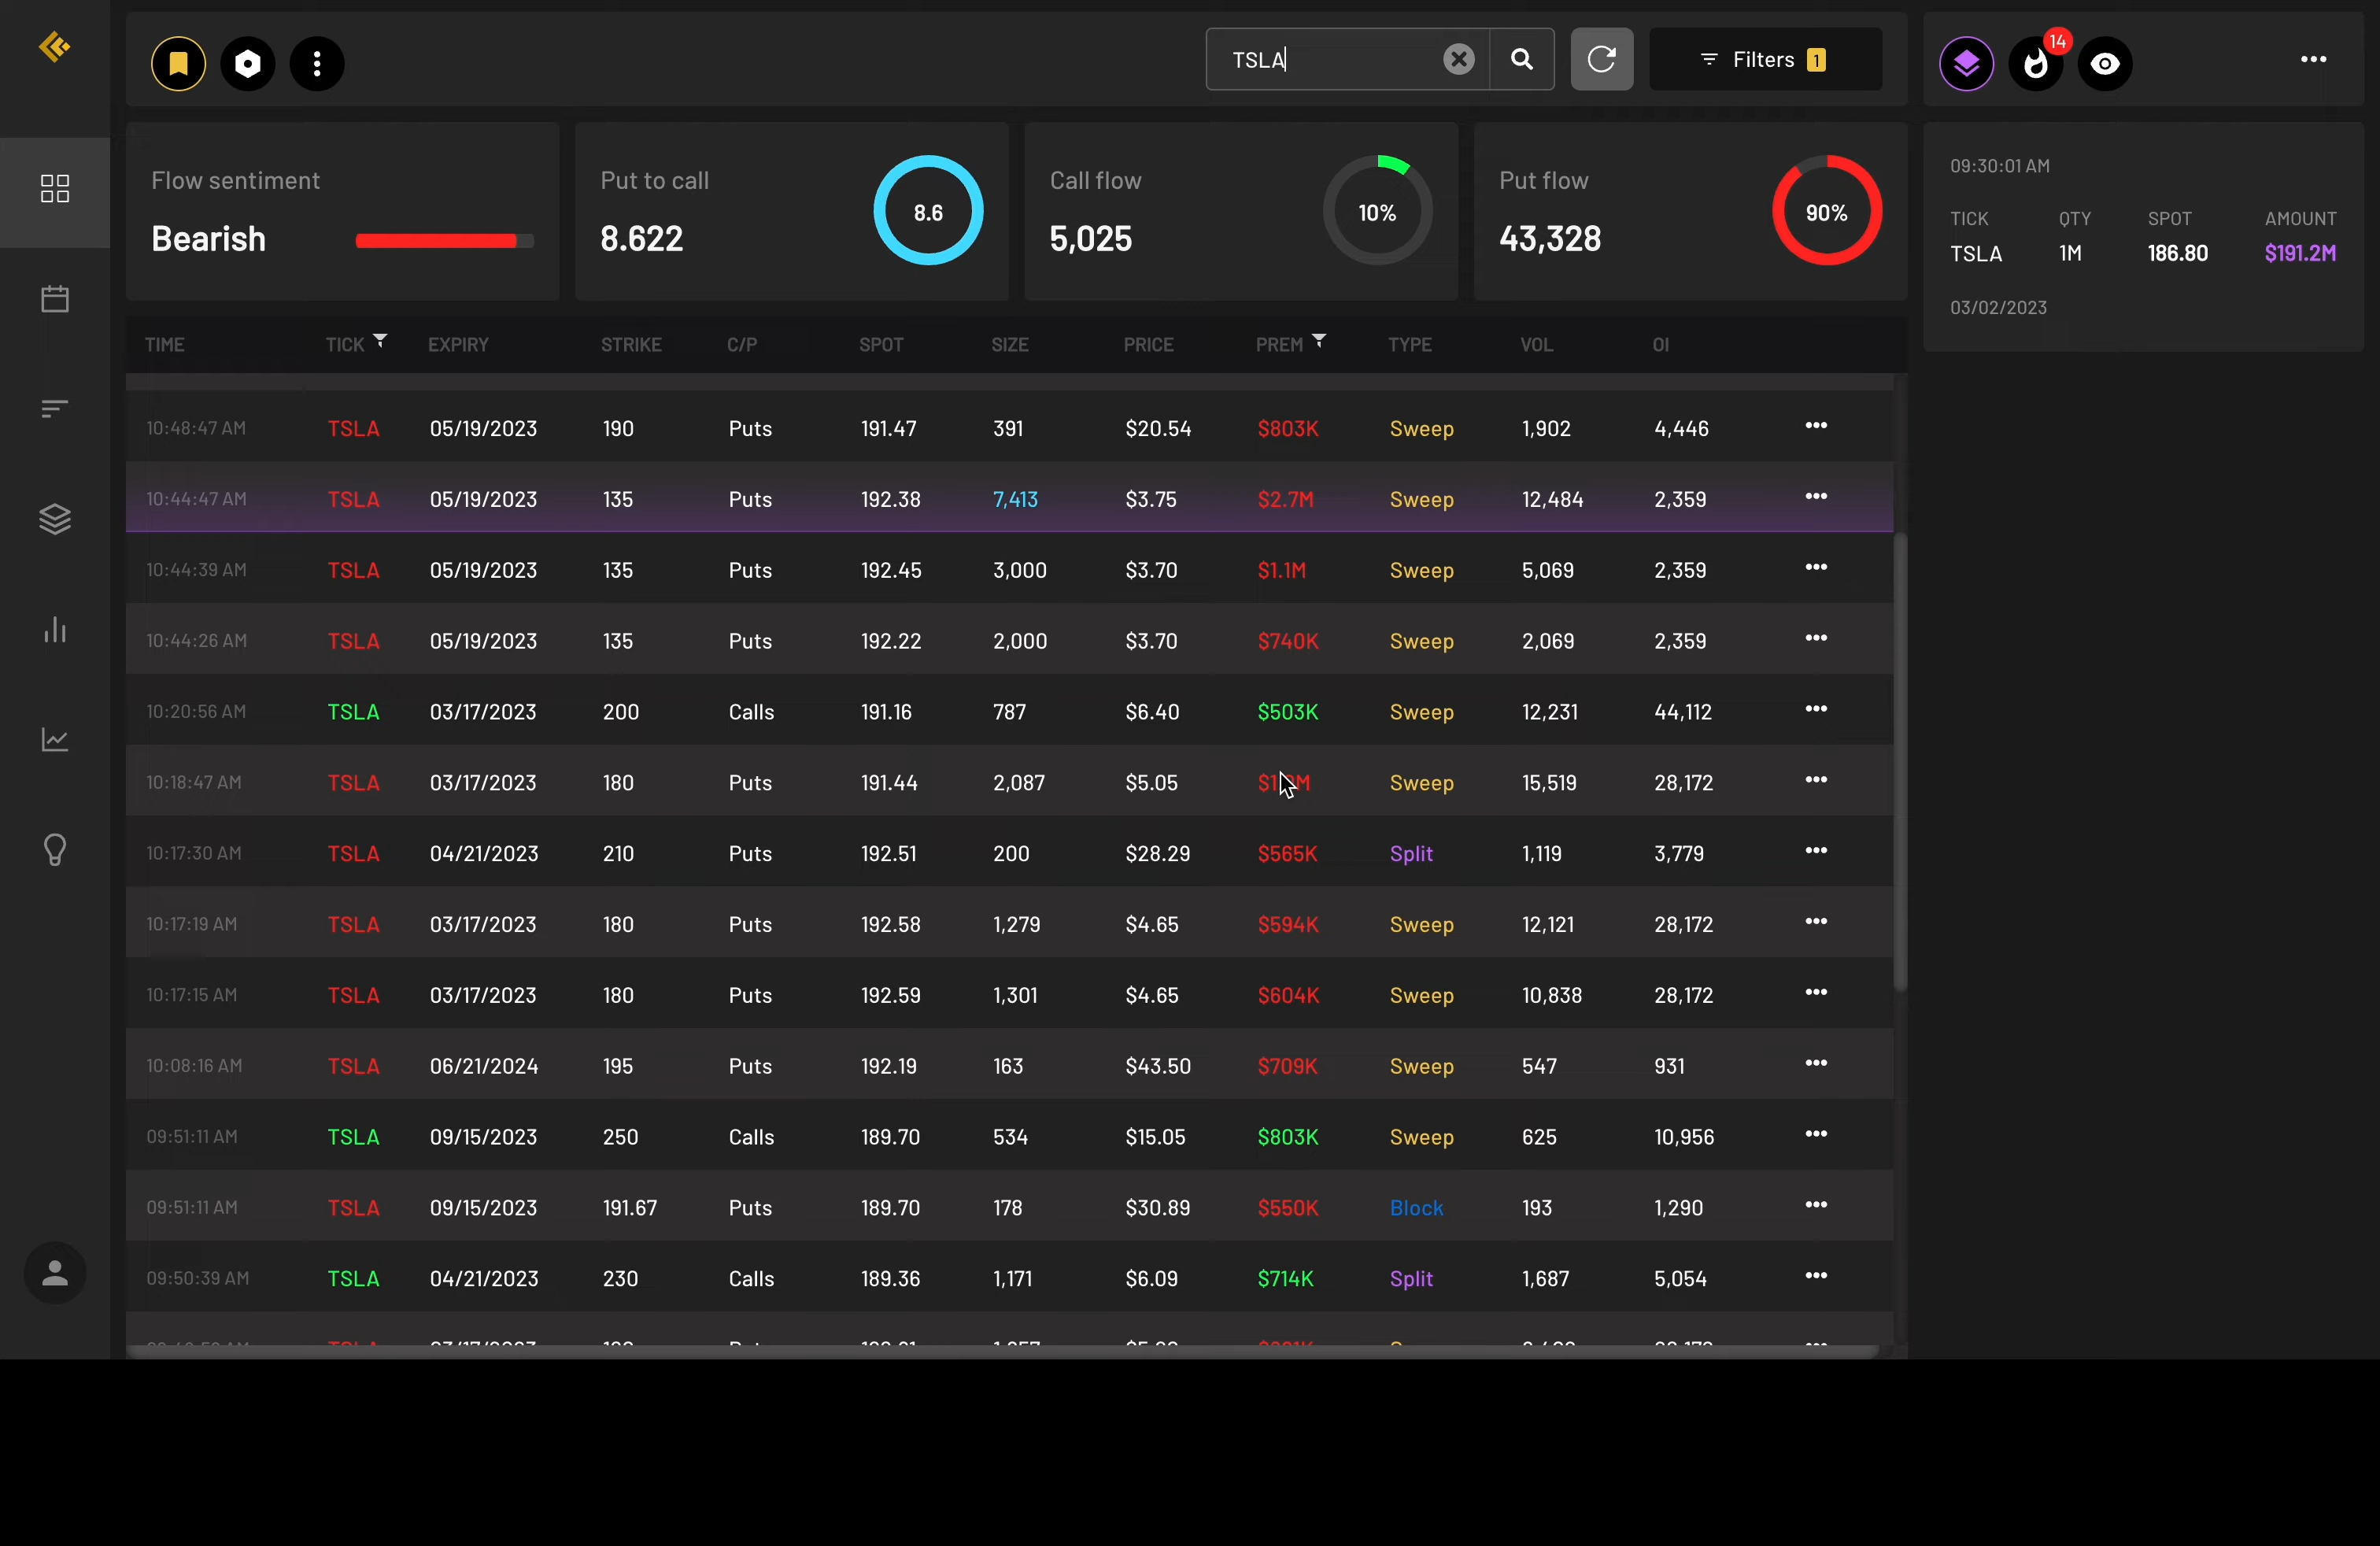 TSLA
Filters 1
14
Flow sentiment
Bearish
Put to call
8.622
8.6
Call flow
5,025
10%
Put flow
43,328
90%
09:30:01 AM
TICK QTY SPOT AMOUNT
TSLA 1M 186.80 $191.2M
03/02/2023
TIME TICK EXPIRY STRIKE C/P SPOT SIZE PRICE PREM TYPE VOL OI
10:48:47 AM TSLA 05/19/2023 190 Puts 191.47 391 $20.54 $803K Sweep 1,902 4,446
10:44:47 AM TSLA 05/19/2023 135 Puts 192.38 7,413 $3.75 $2.7M Sweep 12,484 2,359
10:44:39 AM TSLA 05/19/2023 135 Puts 192.45 3,000 $3.70 $1.1M Sweep 5,069 2,359
10:44:26 AM TSLA 05/19/2023 135 Puts 192.22 2,000 $3.70 $740K Sweep 2,069 2,359
10:20:56 AM TSLA 03/17/2023 200 Calls 191.16 787 $6.40 $503K Sweep 12,231 44,112
10:18:47 AM TSLA 03/17/2023 180 Puts 191.44 2,087 $5.05 Sweep 15,519 28,172
10:17:30 AM TSLA 04/21/2023 210 Puts 192.51 200 $28.29 $565K Split 1,119 3,779
10:17:19 AM TSLA 03/17/2023 180 Puts 192.58 1,279 $4.65 $594K Sweep 12,121 28,172
10:17:15 AM TSLA 03/17/2023 180 Puts 192.59 1,301 $4.65 $604K Sweep 10,838 28,172
10:08:16 AM TSLA 06/21/2024 195 Puts 192.19 163 $43.50 $709K Sweep 547 931
09:51:11 AM TSLA 09/15/2023 250 Calls 189.70 534 $15.05 $803K Sweep 625 10,956
09:51:11 AM TSLA 09/15/2023 191.67 Puts 189.70 178 $30.89 $550K Block 193 1,290
09:50:39 AM TSLA 04/21/2023 230 Calls 189.36 1,171 $6.09 $714K Split 1,687 5,054